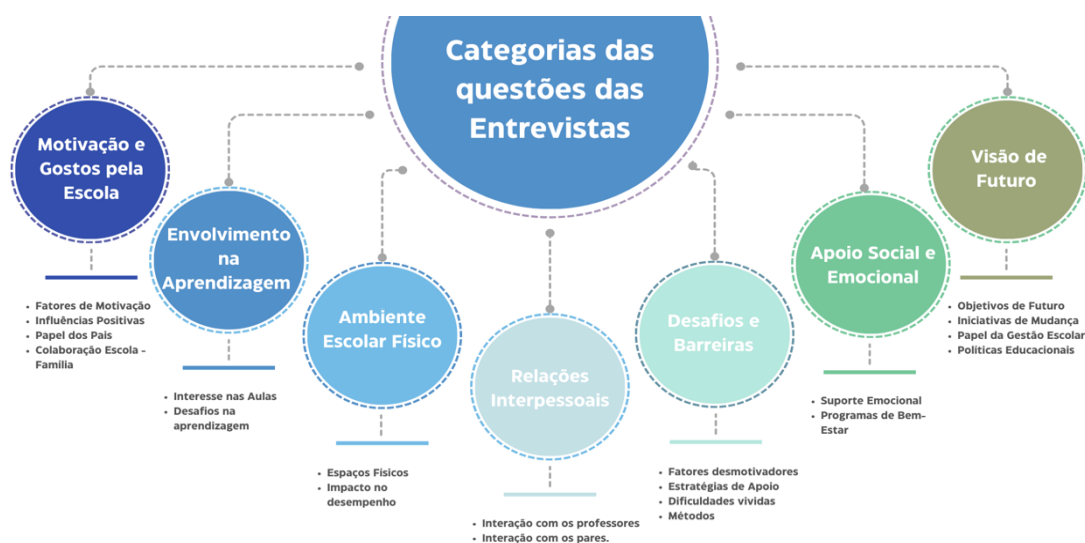 Categorias das
questões das
Entrevistas
Motivação e
Gostos pela
Escola
• Fatores de Motivação
• Influências Positivas
• Papel dos Pais
• Colaboração Escola -
Familia
Envolvimento
na
Aprendizagem
• Interesse nas Aulas
• Desafios na
aprendizagem
Ambiente
Escolar Físico
• Espaços Físicos
• Impacto no
desempenho
Relações
Interpessoais
• Interação com os professores
• Interação com os pares.
Desafios e
Barreiras
• Fatores desmotivadores
• Estratégias de Apoio
• Dificuldades vividas
• Métodos
Apoio Social e
Emocional
• Suporte Emocional
• Programas de Bem-
Estar
Visão de
Futuro
• Objetivos de Futuro
• Iniciativas de Mudança
• Papel da Gestão Escolar
• Políticas Educacionais